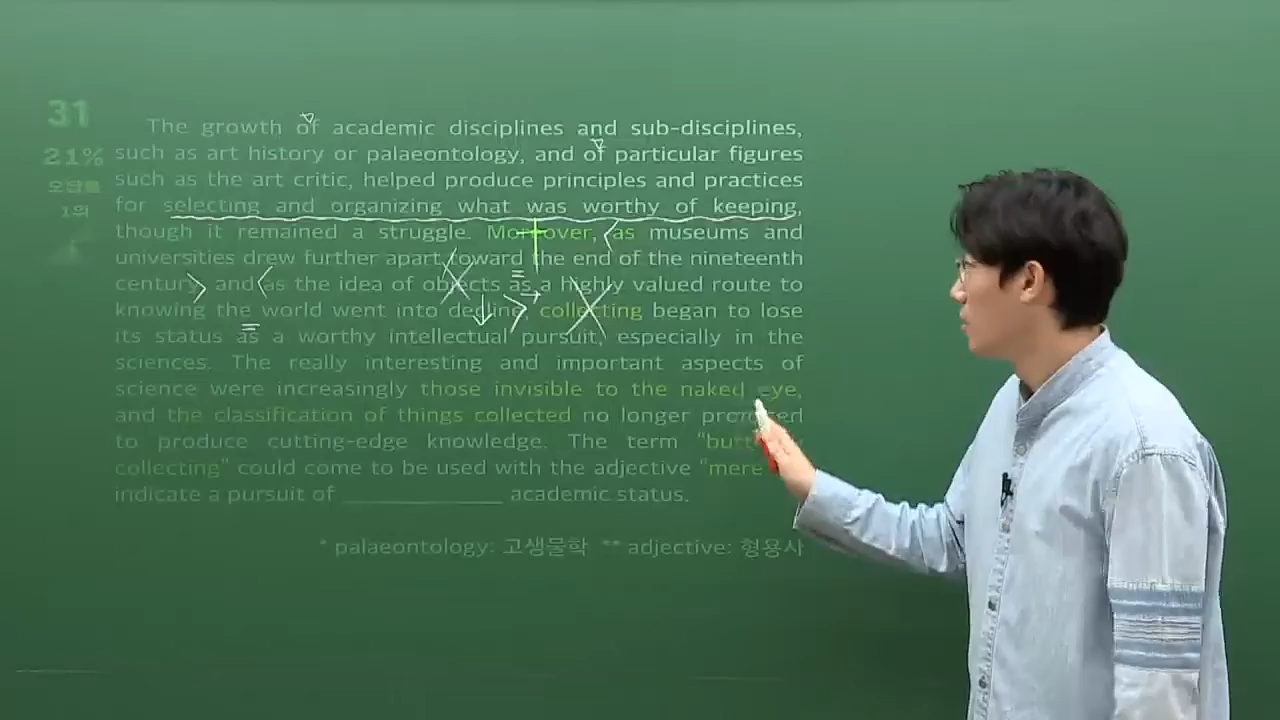 31
21%
오답률
1위
The growth of academic disciplines and sub-disciplines,
such as art history or palaeontology, and of particular figures
such as the art critic, helped produce principles and practices
for selecting and organizing what was worthy of keeping,
though it remained a struggle. Moreover, as museums and
universities drew further apart toward the end of the nineteenth
century and as the idea of objects as a highly valued route to
knowing the world went into decline, collecting began to lose
its status as a worthy intellectual pursuit, especially in the
sciences. The really interesting and important aspects of
science were increasingly those invisible to the naked eye,
and the classification of things collected no longer promised
to produce cutting-edge knowledge. The term
collecting" could come to be used with the adjective "mere
indicate a pursuit of ____________ academic status.
* palaeontology: 고생물학 ** adjective: 형용사